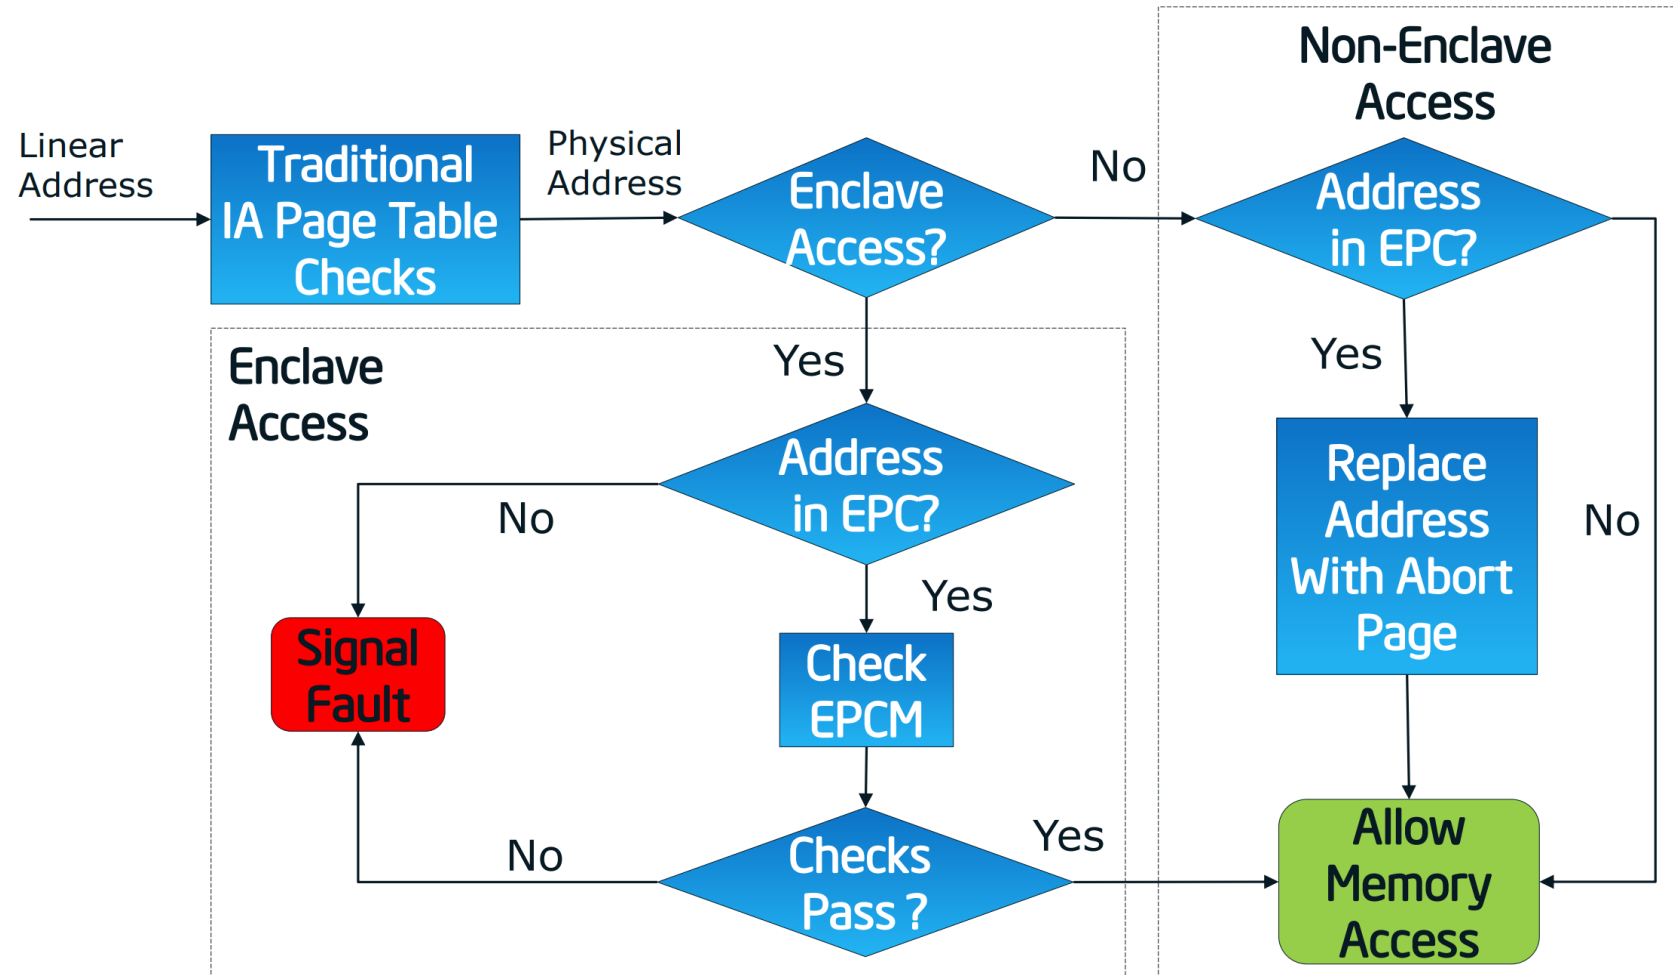 Non-Enclave
Access
Linear
Address
Traditional
IA Page Table
Checks
Physical
Address
Enclave
Access?
No
Address
in EPC?
Enclave
Access
Yes
Yes
Address
in EPC?
No
Replace
Address
With Abort
Page
No
Yes
Signal
Fault
Check
EPCM
No
Checks
Pass ?
Yes
Allow
Memory
Access